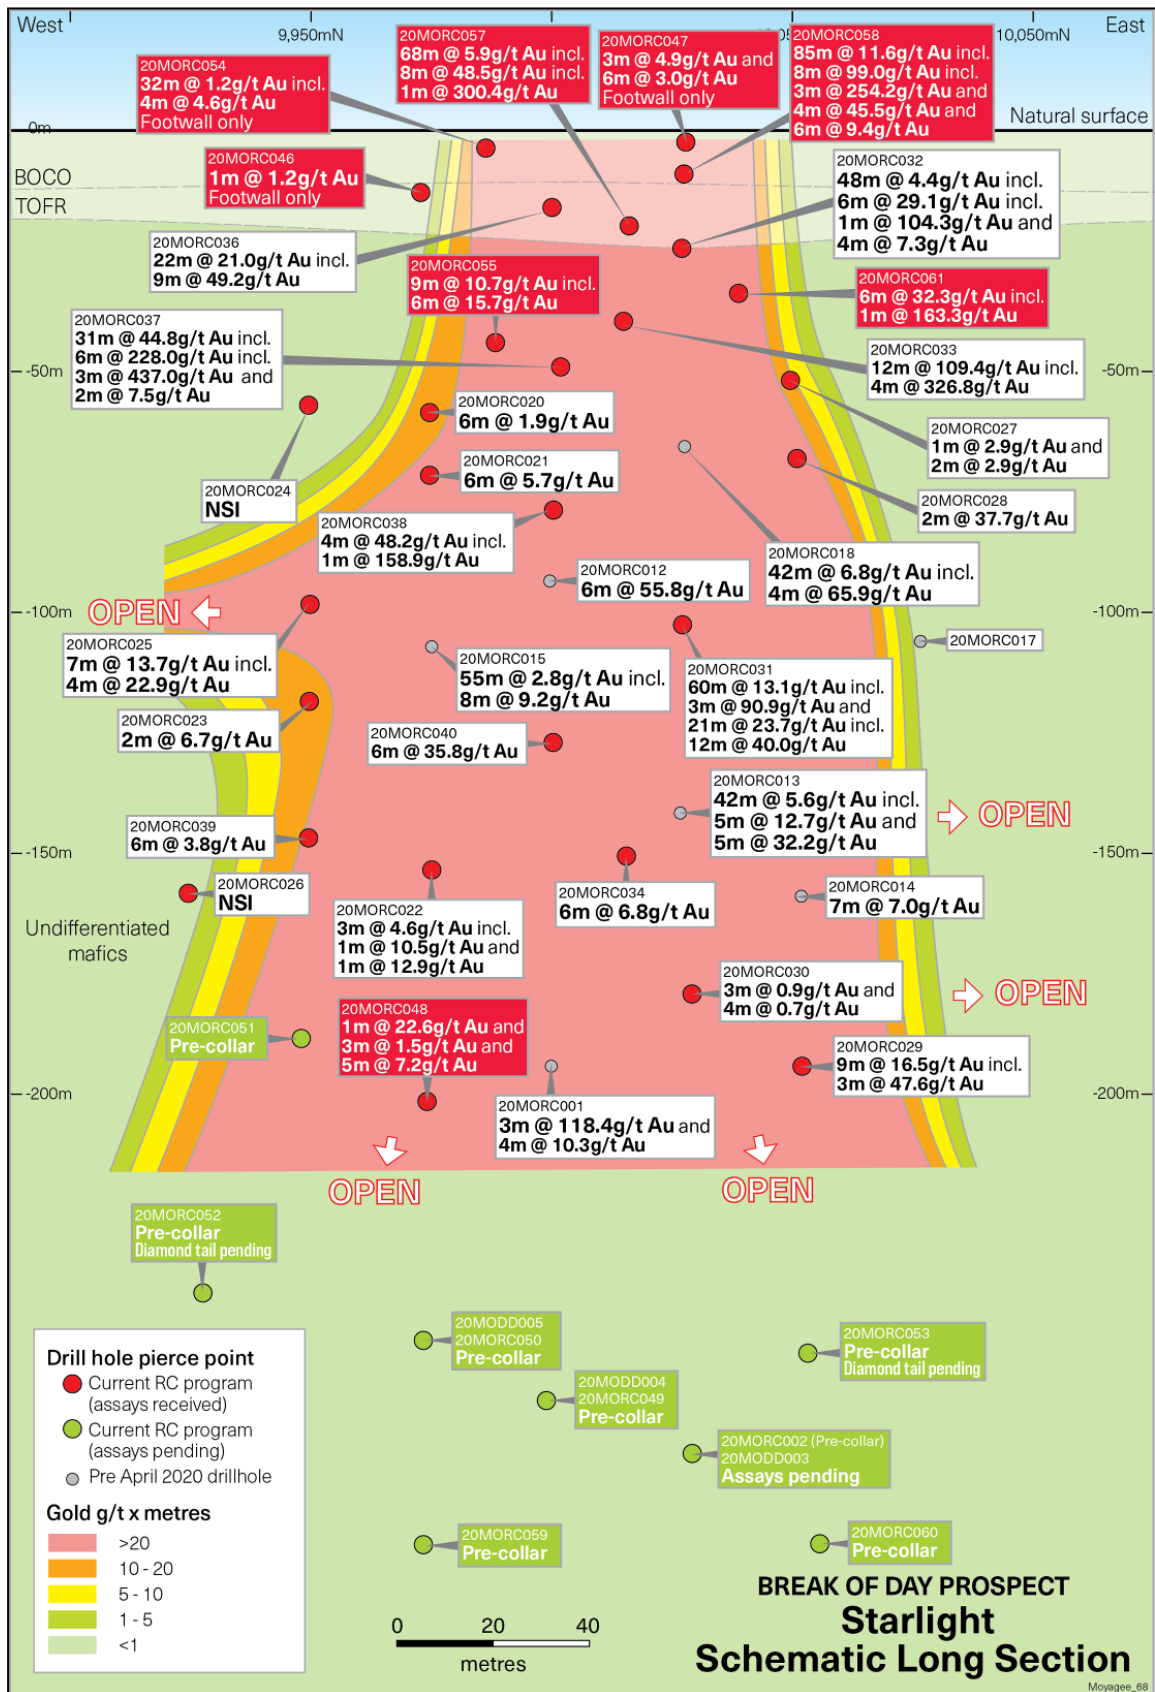 West
East
9,950mN
10,050mN
20MORC054
32m @ 1.2g/t Au incl.
4m @ 4.6g/t Au
Footwall only
20MORC057
68m @ 5.9g/t Au incl.
8m @ 48.5g/t Au incl.
1m @ 300.4g/t Au
20MORC047
3m @ 4.9g/t Au and
6m @ 3.0g/t Au
Footwall only
20MORC058
85m @ 11.6g/t Au incl.
8m @ 99.0g/t Au incl.
3m @ 254.2g/t Au and
4m @ 45.5g/t Au and
6m @ 9.4g/t Au
Natural surface
0m
BOCO
TOFR
20MORC046
1m @ 1.2g/t Au
Footwall only
20MORC032
48m @ 4.4g/t Au incl.
6m @ 29.1g/t Au incl.
1m @ 104.3g/t Au and
4m @ 7.3g/t Au
20MORC036
22m @ 21.0g/t Au incl.
9m @ 49.2g/t Au
20MORC055
9m @ 10.7g/t Au incl.
6m @ 15.7g/t Au
20MORC061
6m @ 32.3g/t Au incl.
1m @ 163.3g/t Au
20MORC037
31m @ 44.8g/t Au incl.
6m @ 228.0g/t Au incl.
3m @ 437.0g/t Au and
2m @ 7.5g/t Au
20MORC033
12m @ 109.4g/t Au incl.
4m @ 326.8g/t Au
-50m
-50m
20MORC020
6m @ 1.9g/t Au
20MORC027
1m @ 2.9g/t Au and
2m @ 2.9g/t Au
20MORC021
6m @ 5.7g/t Au
20MORC024
NSI
20MORC028
2m @ 37.7g/t Au
20MORC038
4m @ 48.2g/t Au incl.
1m @ 158.9g/t Au
20MORC018
42m @ 6.8g/t Au incl.
4m @ 65.9g/t Au
20MORC012
6m @ 55.8g/t Au
-100m
-100m
OPEN
20MORC017
20MORC025
7m @ 13.7g/t Au incl.
4m @ 22.9g/t Au
20MORC015
55m @ 2.8g/t Au incl.
8m @ 9.2g/t Au
20MORC031
60m @ 13.1g/t Au incl.
3m @ 90.9g/t Au and
21m @ 23.7g/t Au incl.
12m @ 40.0g/t Au
20MORC023
2m @ 6.7g/t Au
20MORC040
6m @ 35.8g/t Au
20MORC013
42m @ 5.6g/t Au incl.
5m @ 12.7g/t Au and
5m @ 32.2g/t Au
OPEN
20MORC039
6m @ 3.8g/t Au
-150m
-150m
20MORC026
NSI
20MORC034
6m @ 6.8g/t Au
20MORC014
7m @ 7.0g/t Au
Undifferentiated
mafics
20MORC022
3m @ 4.6g/t Au incl.
1m @ 10.5g/t Au and
1m @ 12.9g/t Au
20MORC030
3m @ 0.9g/t Au and
4m @ 0.7g/t Au
OPEN
20MORC051
Pre-collar
20MORC048
1m @ 22.6g/t Au and
3m @ 1.5g/t Au and
5m @ 7.2g/t Au
20MORC029
9m @ 16.5g/t Au incl.
3m @ 47.6g/t Au
-200m
-200m
20MORC001
3m @ 118.4g/t Au and
4m @ 10.3g/t Au
OPEN
OPEN
20MORC052
Pre-collar
Diamond tail pending
20MODD005
20MORC050
Pre-collar
20MORC053
Pre-collar
Diamond tail pending
20MODD004
20MORC049
Pre-collar
20MORC002 (Pre-collar)
20MODD003
Assays pending
20MORC059
Pre-collar
20MORC060
Pre-collar
Drill hole pierce point
Current RC program
(assays received)
Current RC program
(assays pending)
Pre April 2020 drillhole
Gold g/t x metres
>20
10 - 20
5 - 10
1 - 5
<1
0 20 40
metres
BREAK OF DAY PROSPECT
Starlight
Schematic Long Section
Moyagee_68